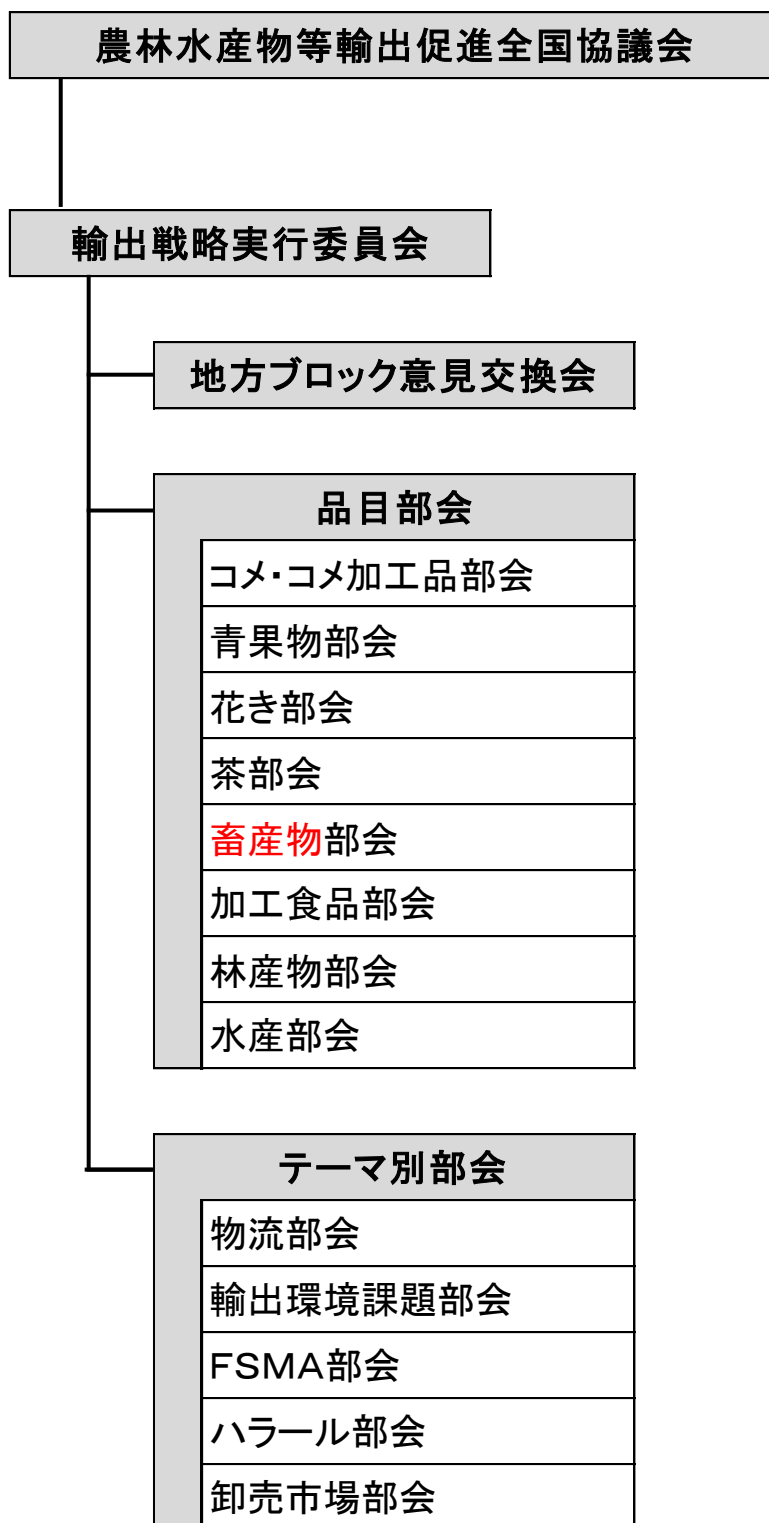 農林水産物等輸出促進全国協議会
輸出戦略実行委員会
地方ブロック意見交換会
品目部会
コメ・コメ加工品部会
青果物部会
花き部会
茶部会
畜産物部会
加工食品部会
林産物部会
水産部会
テーマ別部会
物流部会
輸出環境課題部会
FSMA部会
ハラール部会
卸売市場部会